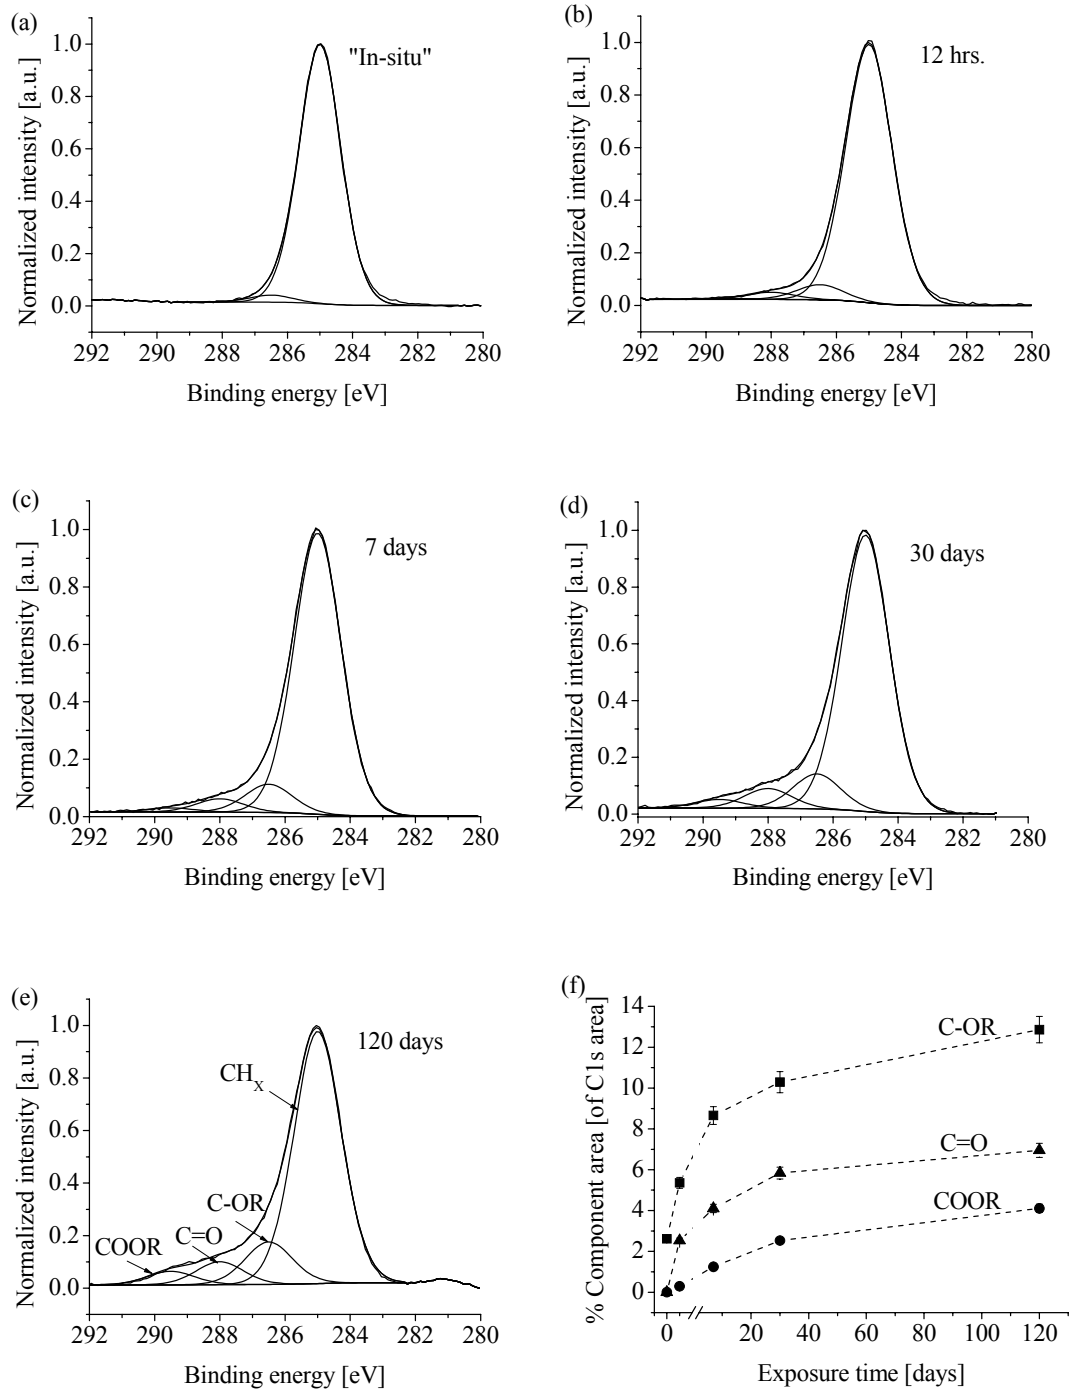 (a)
"In-situ"
Normalized intensity [a.u.]
1.0
0.8
0.6
0.4
0.2
0.0
292 290 288 286 284 282 280
Binding energy [eV]
(b)
12 hrs.
Normalized intensity [a.u.]
1.0
0.8
0.6
0.4
0.2
0.0
292 290 288 286 284 282 280
Binding energy [eV]
(c)
7 days
Normalized intensity [a.u.]
1.0
0.8
0.6
0.4
0.2
0.0
292 290 288 286 284 282 280
Binding energy [eV]
(d)
30 days
Normalized intensity [a.u.]
1.0
0.8
0.6
0.4
0.2
0.0
292 290 288 286 284 282 280
Binding energy [eV]
(e)
120 days
CHX
C-OR
C=O
COOR
Normalized intensity [a.u.]
1.0
0.8
0.6
0.4
0.2
0.0
292 290 288 286 284 282 280
Binding energy [eV]
(f)
C-OR
C=O
COOR
% Component area [of C1s area]
14
12
10
8
6
4
2
0
0 20 40 60 80 100 120
Exposure time [days]